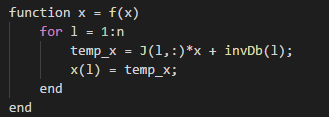 function x = f(x)
    for l = 1:n
        temp_x = J(l,:)*x + invDb(l);
        x(l) = temp_x;
    end
end